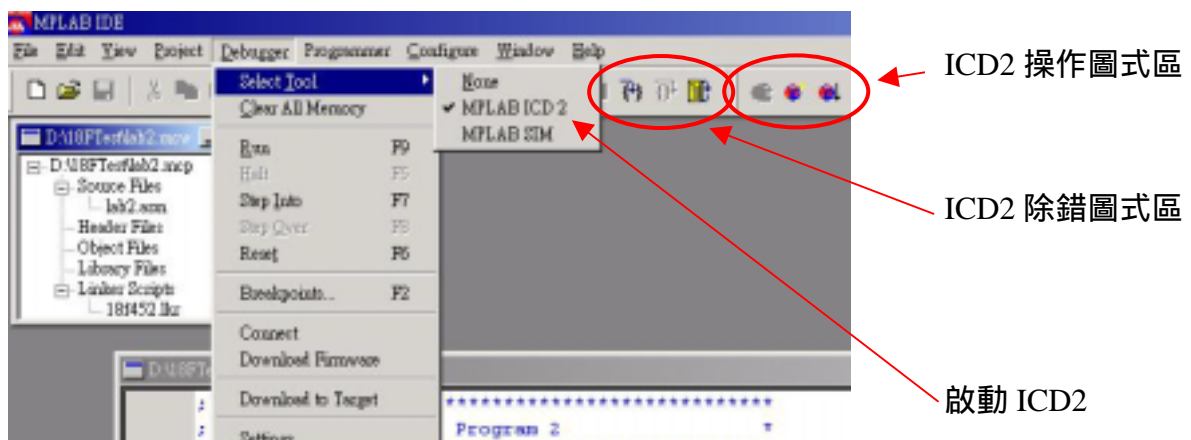 MPLAB IDE
File Edit View Project Debugger Programmer Configure Window Help
Select Tool
Clear All Memory
Run F9
Halt F5
Step Into F7
Step Over F8
Reset F6
Breakpoints... F2
Connect
Download Firmware
Download to Target
Settings
None
MPLAB ICD 2
MPLAB SIM
D:\18FTest\lab2.mcw
D:\18FTest\lab2.mcp
Source Files
lab2.asm
Header Files
Object Files
Library Files
Linker Scripts
18f452.lkr
; ****************************
; Program 2 *
ICD2 操作圖式區
ICD2 除錯圖式區
啟動 ICD2